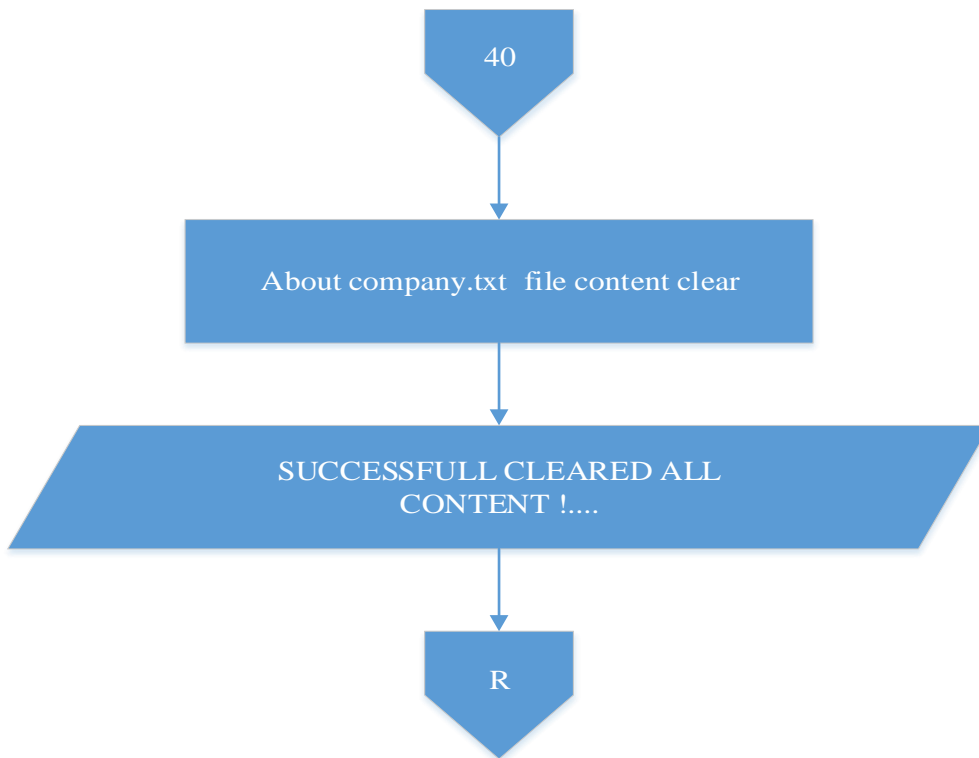 40
About company.txt  file content clear
SUCCESSFULL CLEARED ALL
CONTENT !....
R